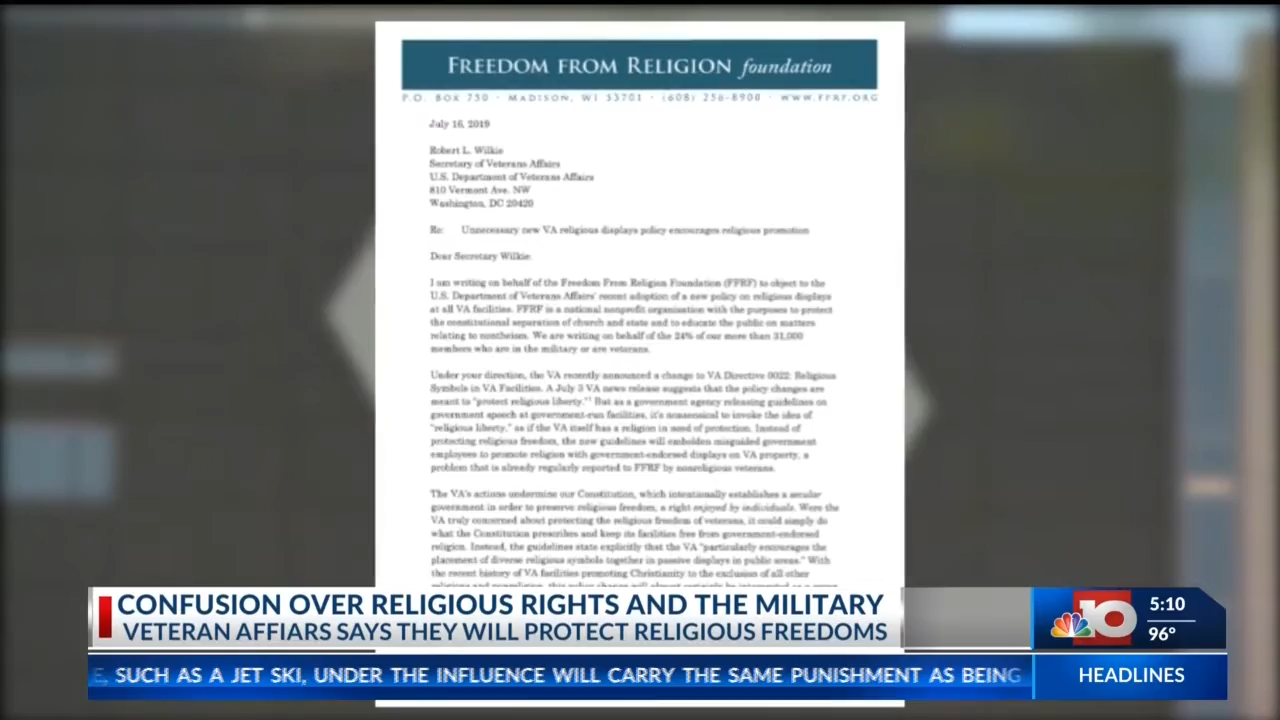 FREEDOM FROM RELIGION foundation
P.O. BOX 750 · MADISON, WI 53701 · (608) 256-8900 · WWW.FFRF.ORG
July 16, 2019
Robert L. Wilkie
Secretary of Veterans Affairs
U.S. Department of Veterans Affairs
810 Vermont Ave. NW
Washington, DC 20420
Re: Unnecessary new VA religious displays policy encourages religious promotion
Dear Secretary Wilkie:
I am writing on behalf of the Freedom From Religion Foundation (FFRF) to object to the
U.S. Department of Veterans Affairs' recent adoption of a new policy on religious displays
at all VA facilities. FFRF is a national nonprofit organization with the purposes to protect
the constitutional separation of church and state and to educate the public on matters
relating to nontheism. We are writing on behalf of the 24% of our more than 31,000
members who are in the military or are veterans.
Under your direction, the VA recently announced a change to VA Directive 0022: Religious
Symbols in VA Facilities. A July 3 VA news release suggests that the policy changes are
meant to "protect religious liberty."¹ But as a government agency releasing guidelines on
government speech at government-run facilities, it's nonsensical to invoke the idea of
"religious liberty," as if the VA itself has a religion in need of protection. Instead of
protecting religious freedom, the new guidelines will embolden misguided government
employees to promote religion with government-endorsed displays on VA property, a
problem that is already regularly reported to FFRF by nonreligious veterans.
The VA's actions undermine our Constitution, which intentionally establishes a secular
government in order to preserve religious freedom, a right enjoyed by individuals. Were the
VA truly concerned about protecting the religious freedom of veterans, it could simply do
what the Constitution prescribes and keep its facilities free from government-endorsed
religion. Instead, the guidelines state explicitly that the VA "particularly encourages the
placement of diverse religious symbols together in passive displays in public areas." With
the recent history of VA facilities promoting Christianity to the exclusion of all other
CONFUSION OVER RELIGIOUS RIGHTS AND THE MILITARY
VETERAN AFFIARS SAYS THEY WILL PROTECT RELIGIOUS FREEDOMS
10
5:10
96°
E, SUCH AS A JET SKI, UNDER THE INFLUENCE WILL CARRY THE SAME PUNISHMENT AS BEING
HEADLINES